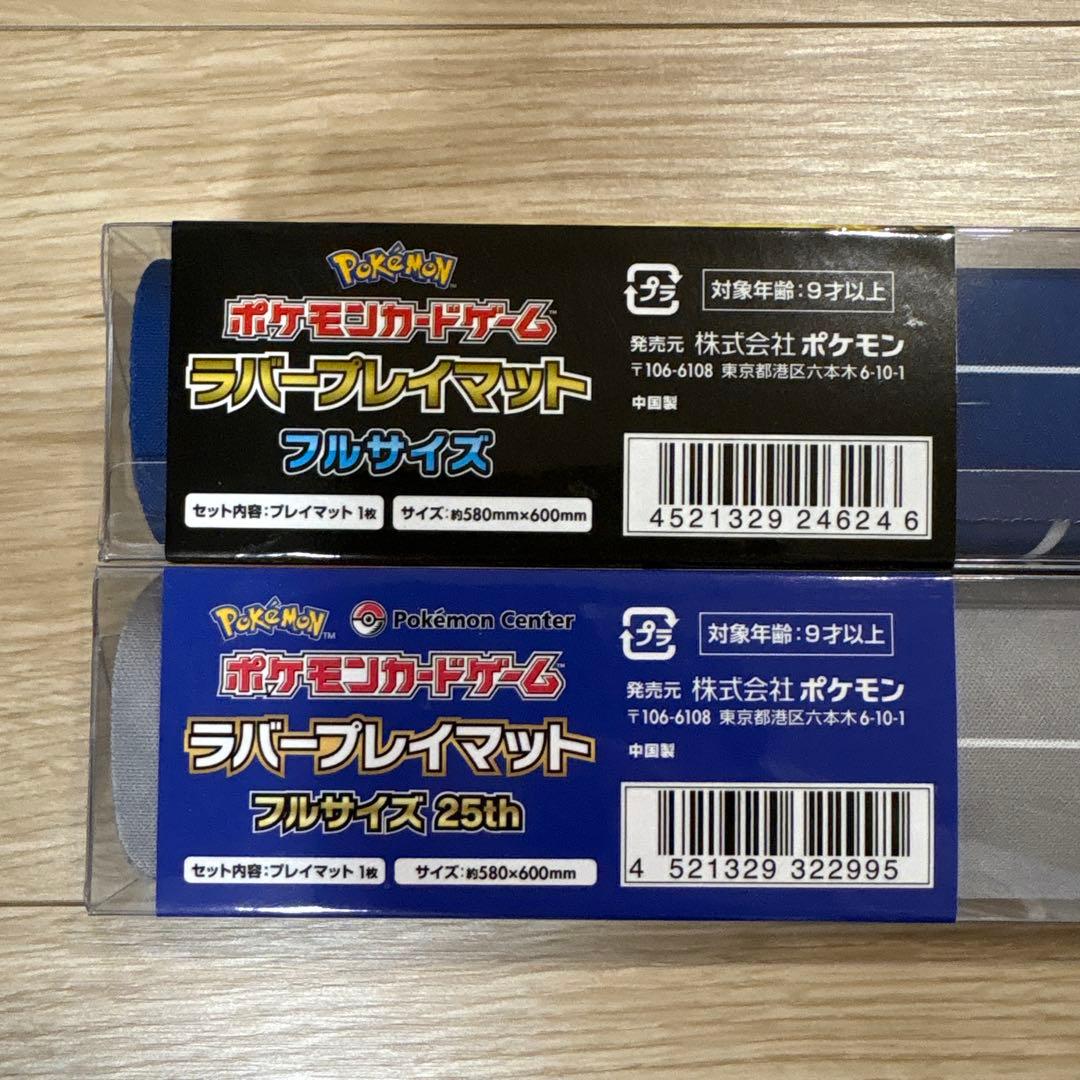 POKéMON
ポケモンカードゲーム™
ラバープレイマット
フルサイズ
セット内容:プレイマット 1枚
サイズ:約580mm×600mm
プラ
対象年齢:9才以上
発売元 株式会社 ポケモン
〒106-6108 東京都港区六本木6-10-1
中国製
4521329 246246
POKéMON™
Pokémon Center
ポケモンカードゲーム™
ラバープレイマット
フルサイズ 25th
セット内容:プレイマット 1枚
サイズ:約580×600mm
プラ
対象年齢:9才以上
発売元 株式会社 ポケモン
〒106-6108 東京都港区六本木6-10-1
中国製
4 521329 322995